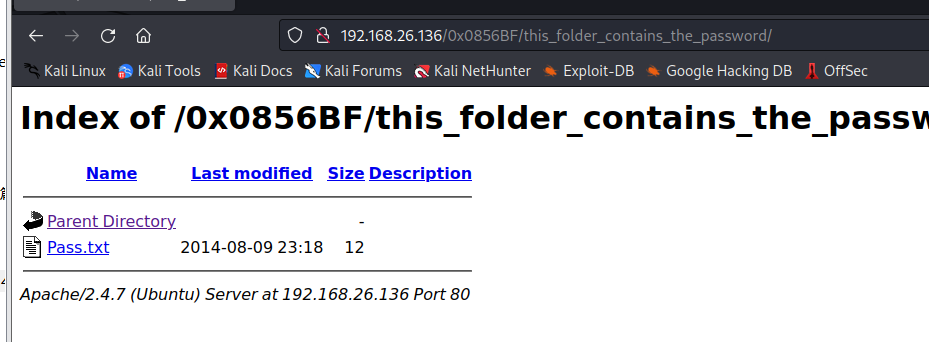 192.168.26.136/0x0856BF/this_folder_contains_the_password/
Kali Linux Kali Tools Kali Docs Kali Forums Kali NetHunter Exploit-DB Google Hacking DB OffSec
Index of /0x0856BF/this_folder_contains_the_passw
Name Last modified Size Description
Parent Directory -
Pass.txt 2014-08-09 23:18 12
Apache/2.4.7 (Ubuntu) Server at 192.168.26.136 Port 80